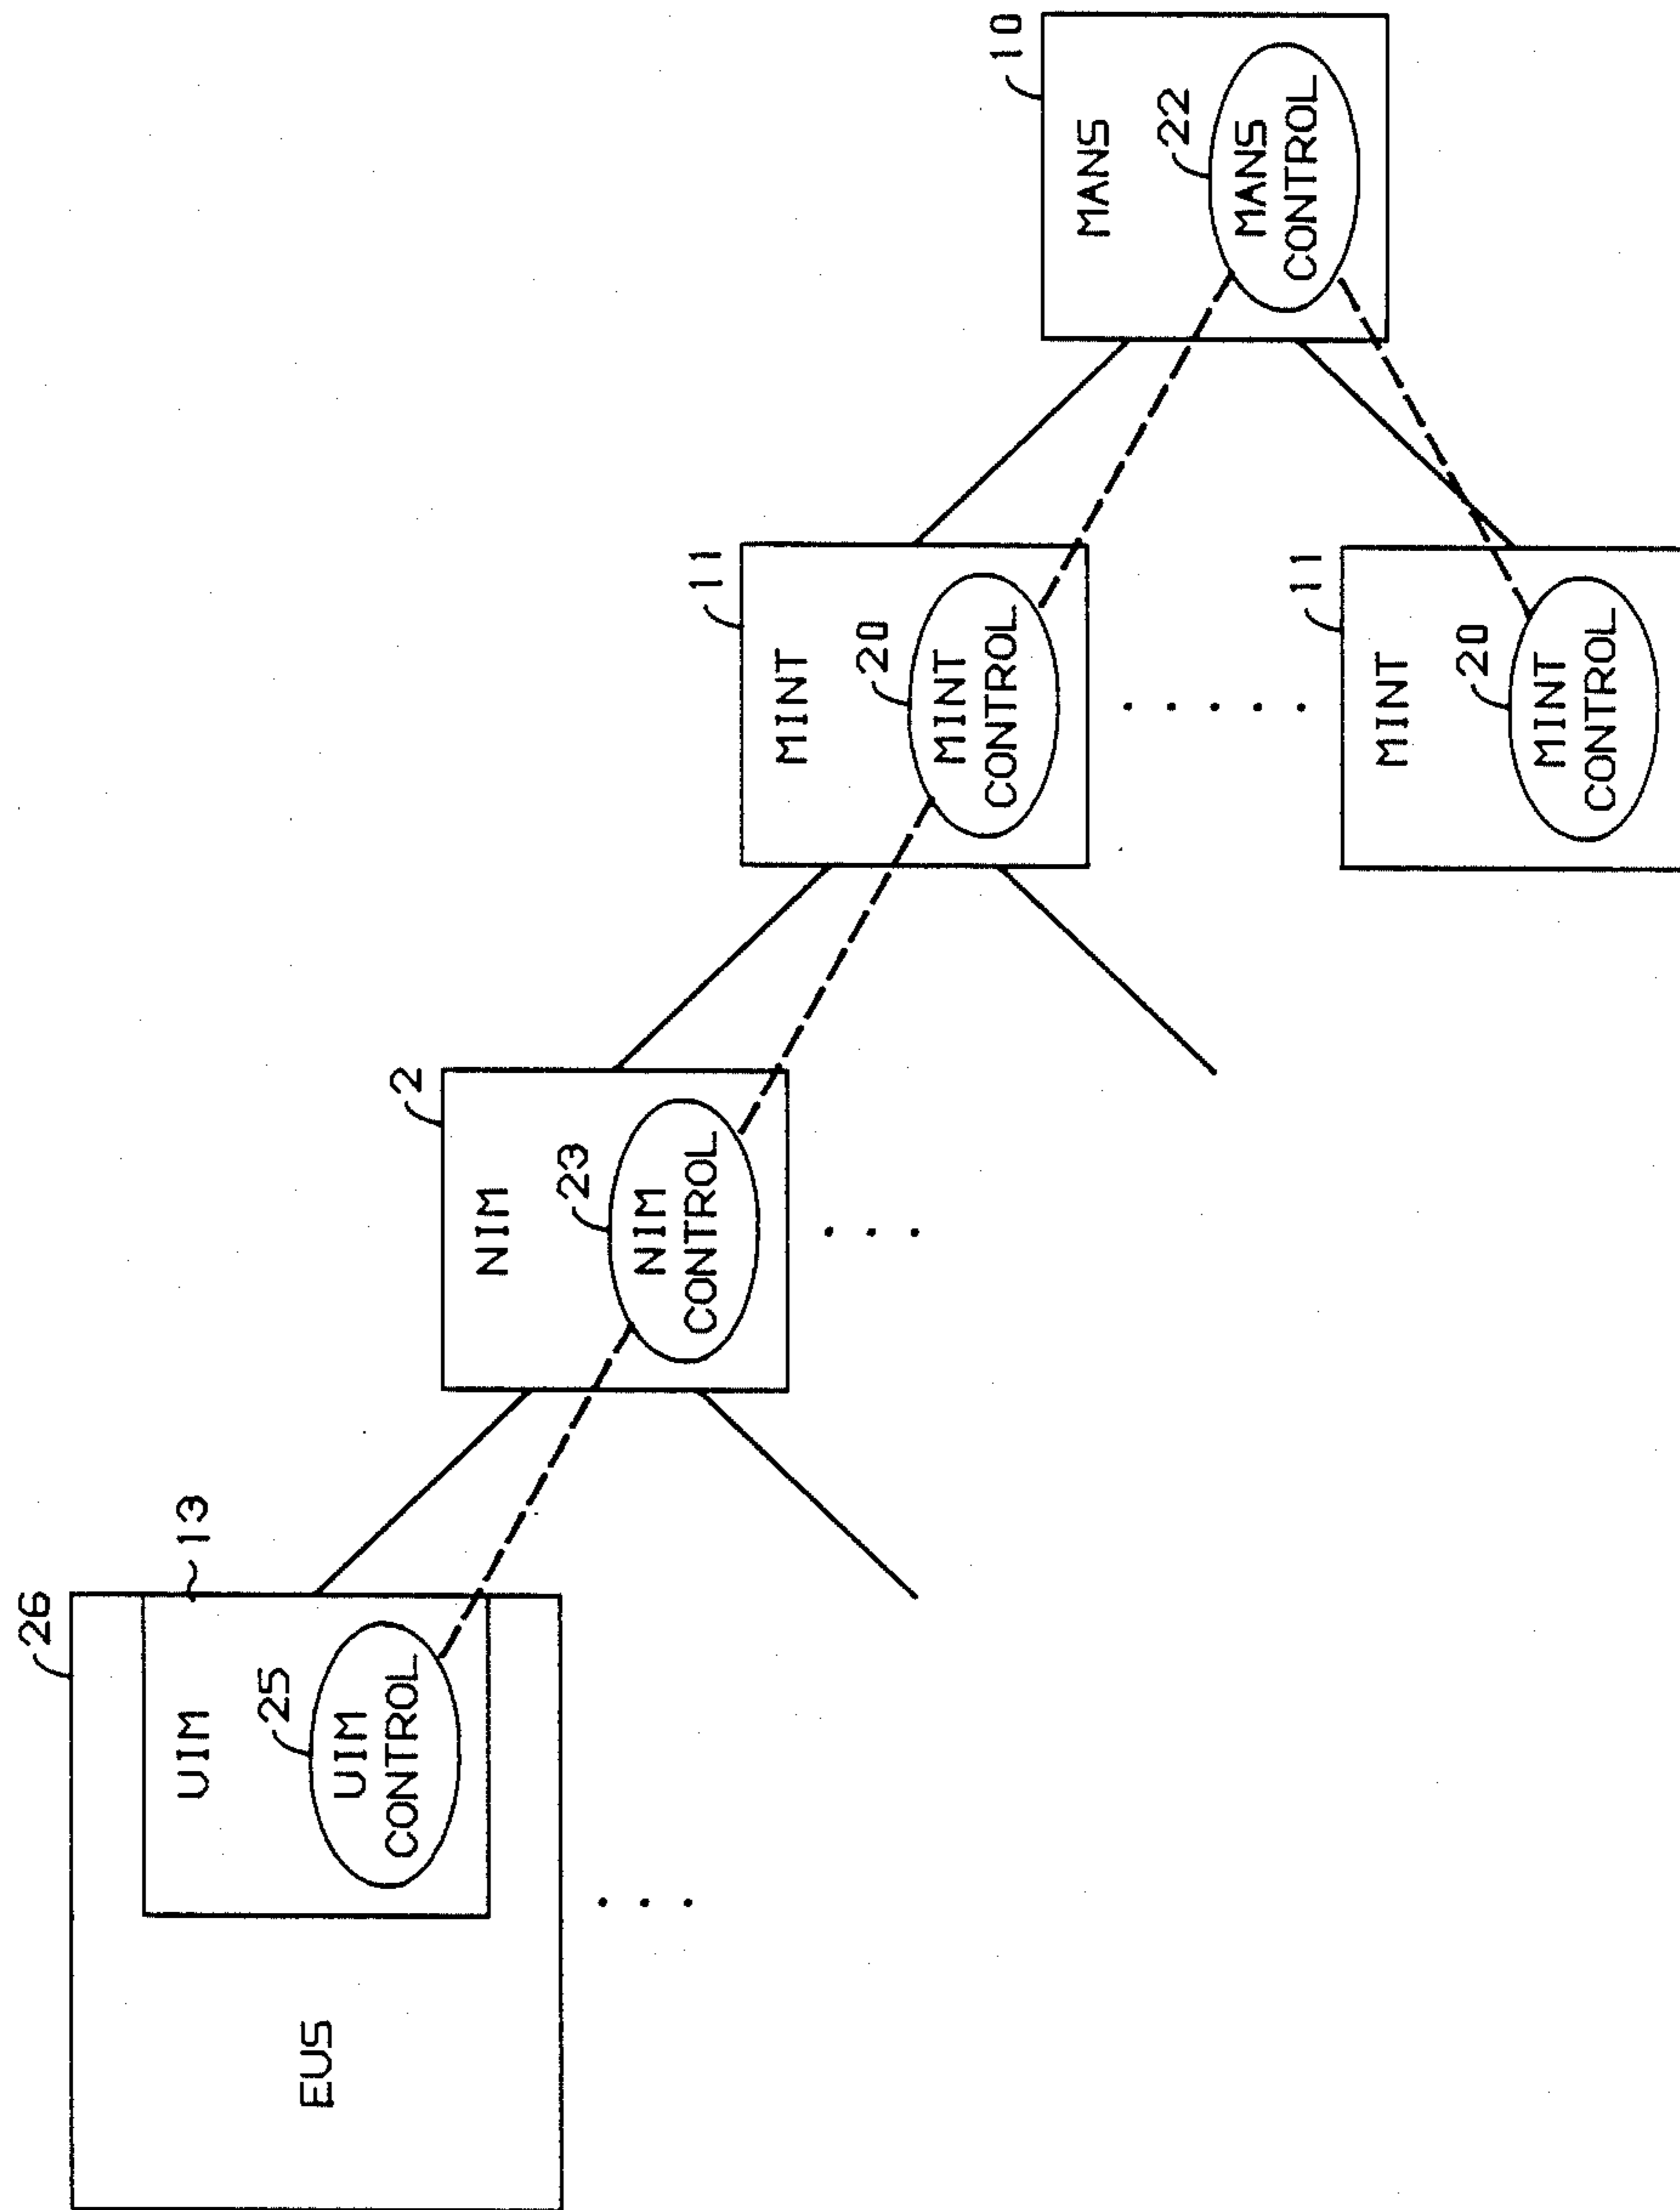 26
13
EUS
UIM
25
UIM
CONTROL
2
NIM
23
NIM
CONTROL
11
MINT
20
MINT
CONTROL
11
MINT
20
MINT
CONTROL
10
MANS
22
MANS
CONTROL